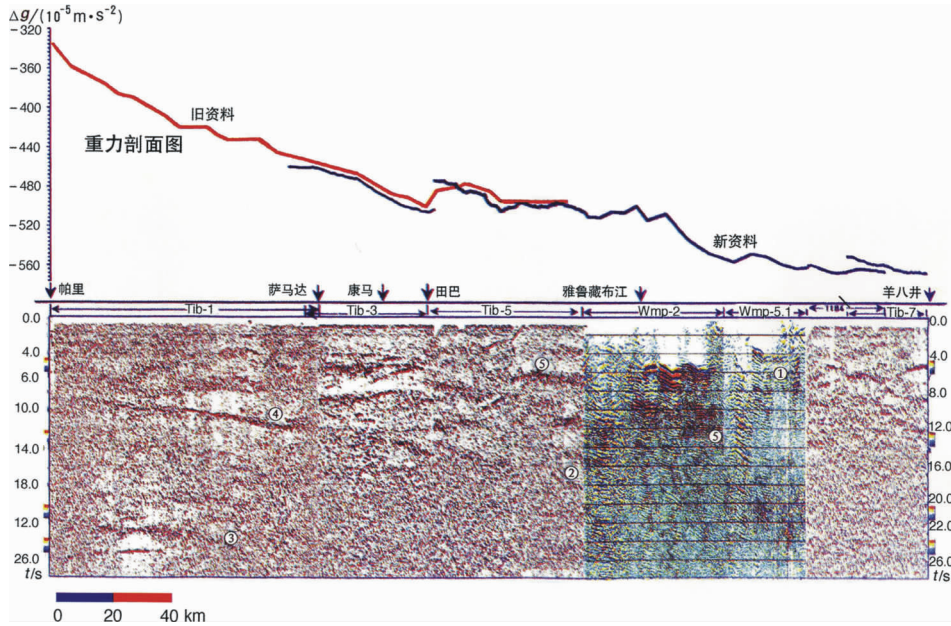 Δg/(10⁻⁵m·s⁻²)
−320
−360
−400
−440
−480
−520
−560
旧资料
重力剖面图
新资料
帕里 萨马达 康马 田巴 雅鲁藏布江 羊八井
Tib-1 Tib-3 Tib-5 Wmp-2 Wmp-5.1 Tib-7
0.0 0.0
4.0 4.0
6.0 6.0
10.0 8.0
14.0 12.0
18.0 16.0
22.0 20.0
12.0 22.0
26.0 26.0
t/s t/s
⑤ ① ④ ⑤ ② ③
0 20 40 km